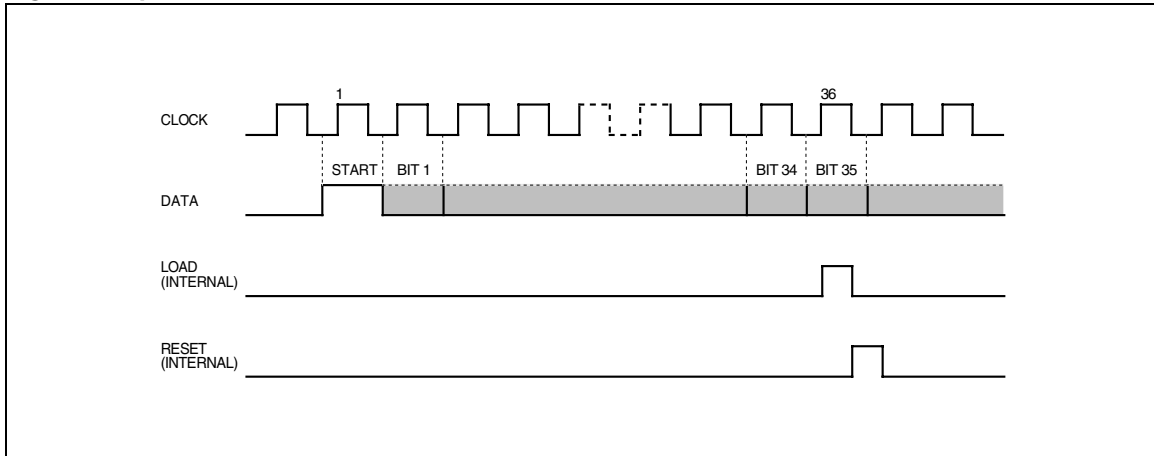 1 36
CLOCK
START BIT 1 BIT 34 BIT 35
DATA
LOAD
(INTERNAL)
RESET
(INTERNAL)